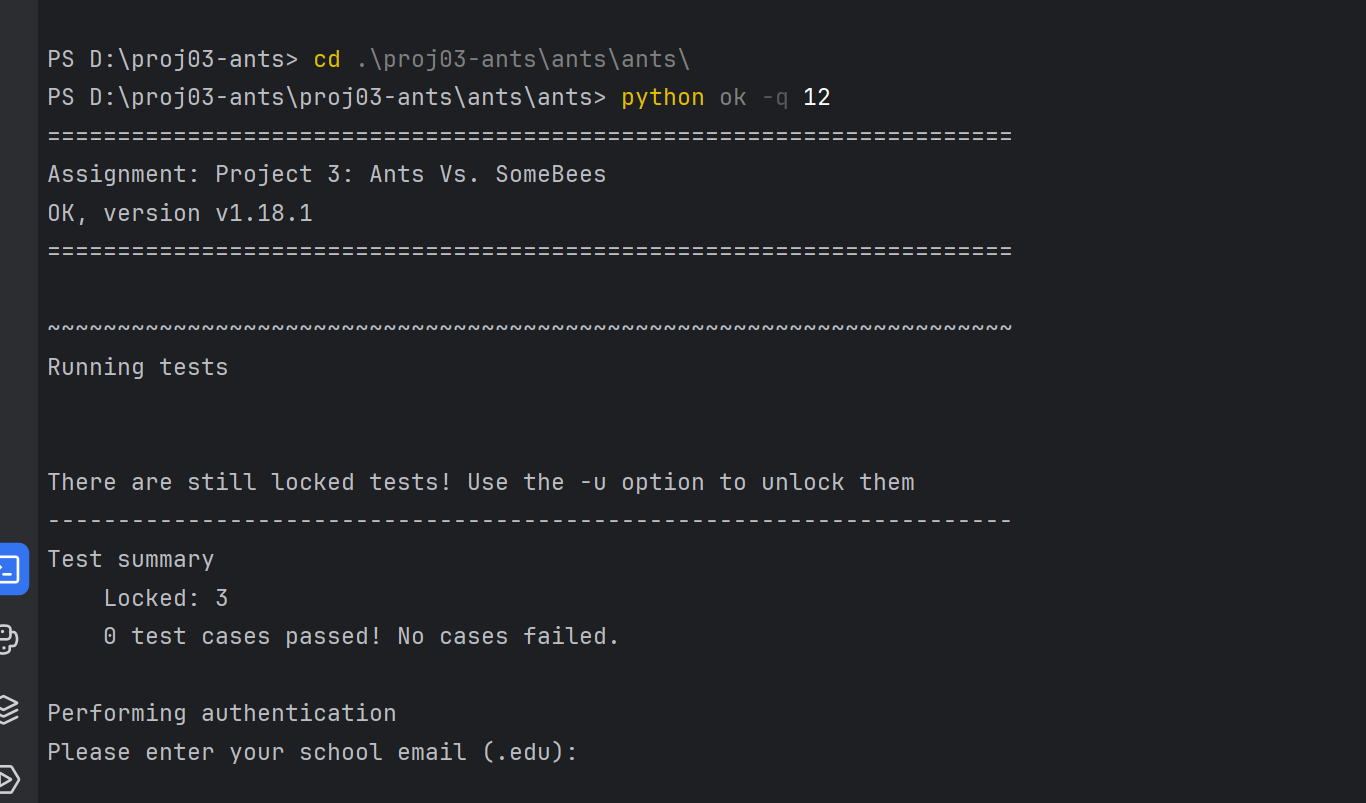 PS D:\proj03-ants> cd .\proj03-ants\ants\ants\
PS D:\proj03-ants\proj03-ants\ants\ants> python ok -q 12
=====================================================================
Assignment: Project 3: Ants Vs. SomeBees
OK, version v1.18.1
=====================================================================
~~~~~~~~~~~~~~~~~~~~~~~~~~~~~~~~~~~~~~~~~~~~~~~~~~~~~~~~~~~~~~~~~~~~~
Running tests
There are still locked tests! Use the -u option to unlock them
---------------------------------------------------------------------
Test summary
    Locked: 3
    0 test cases passed! No cases failed.
Performing authentication
Please enter your school email (.edu):